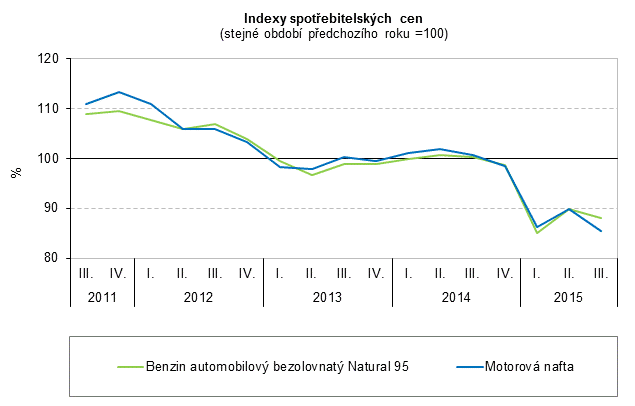 Indexy spotřebitelských cen
(stejné období předchozího roku =100)
120
110
100
90
80
%
III. IV. I. II. III. IV. I. II. III. IV. I. II. III. IV. I. II. III.
2011 2012 2013 2014 2015
Benzin automobilový bezolovnatý Natural 95 Motorová nafta